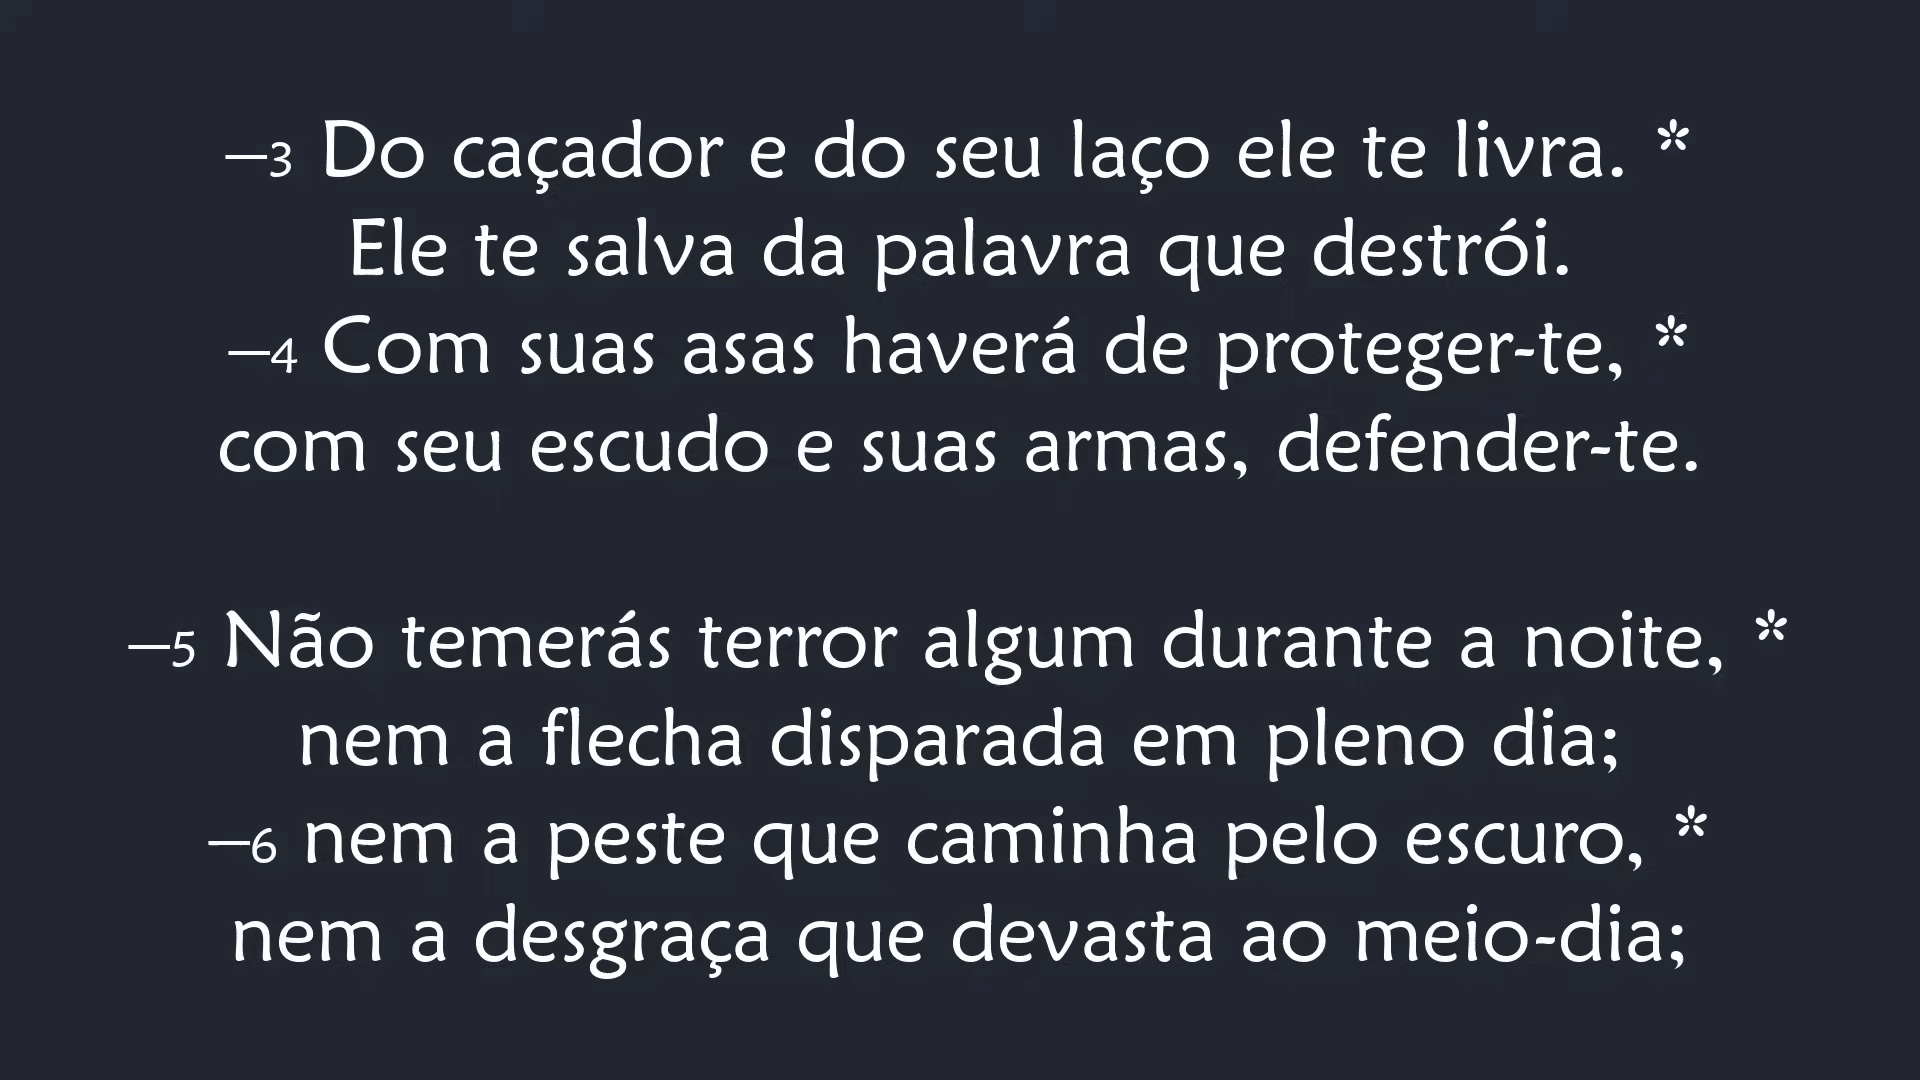 —3 Do caçador e do seu laço ele te livra. *
Ele te salva da palavra que destrói.
—4 Com suas asas haverá de proteger-te, *
com seu escudo e suas armas, defender-te.
—5 Não temerás terror algum durante a noite, *
nem a flecha disparada em pleno dia;
—6 nem a peste que caminha pelo escuro, *
nem a desgraça que devasta ao meio-dia;